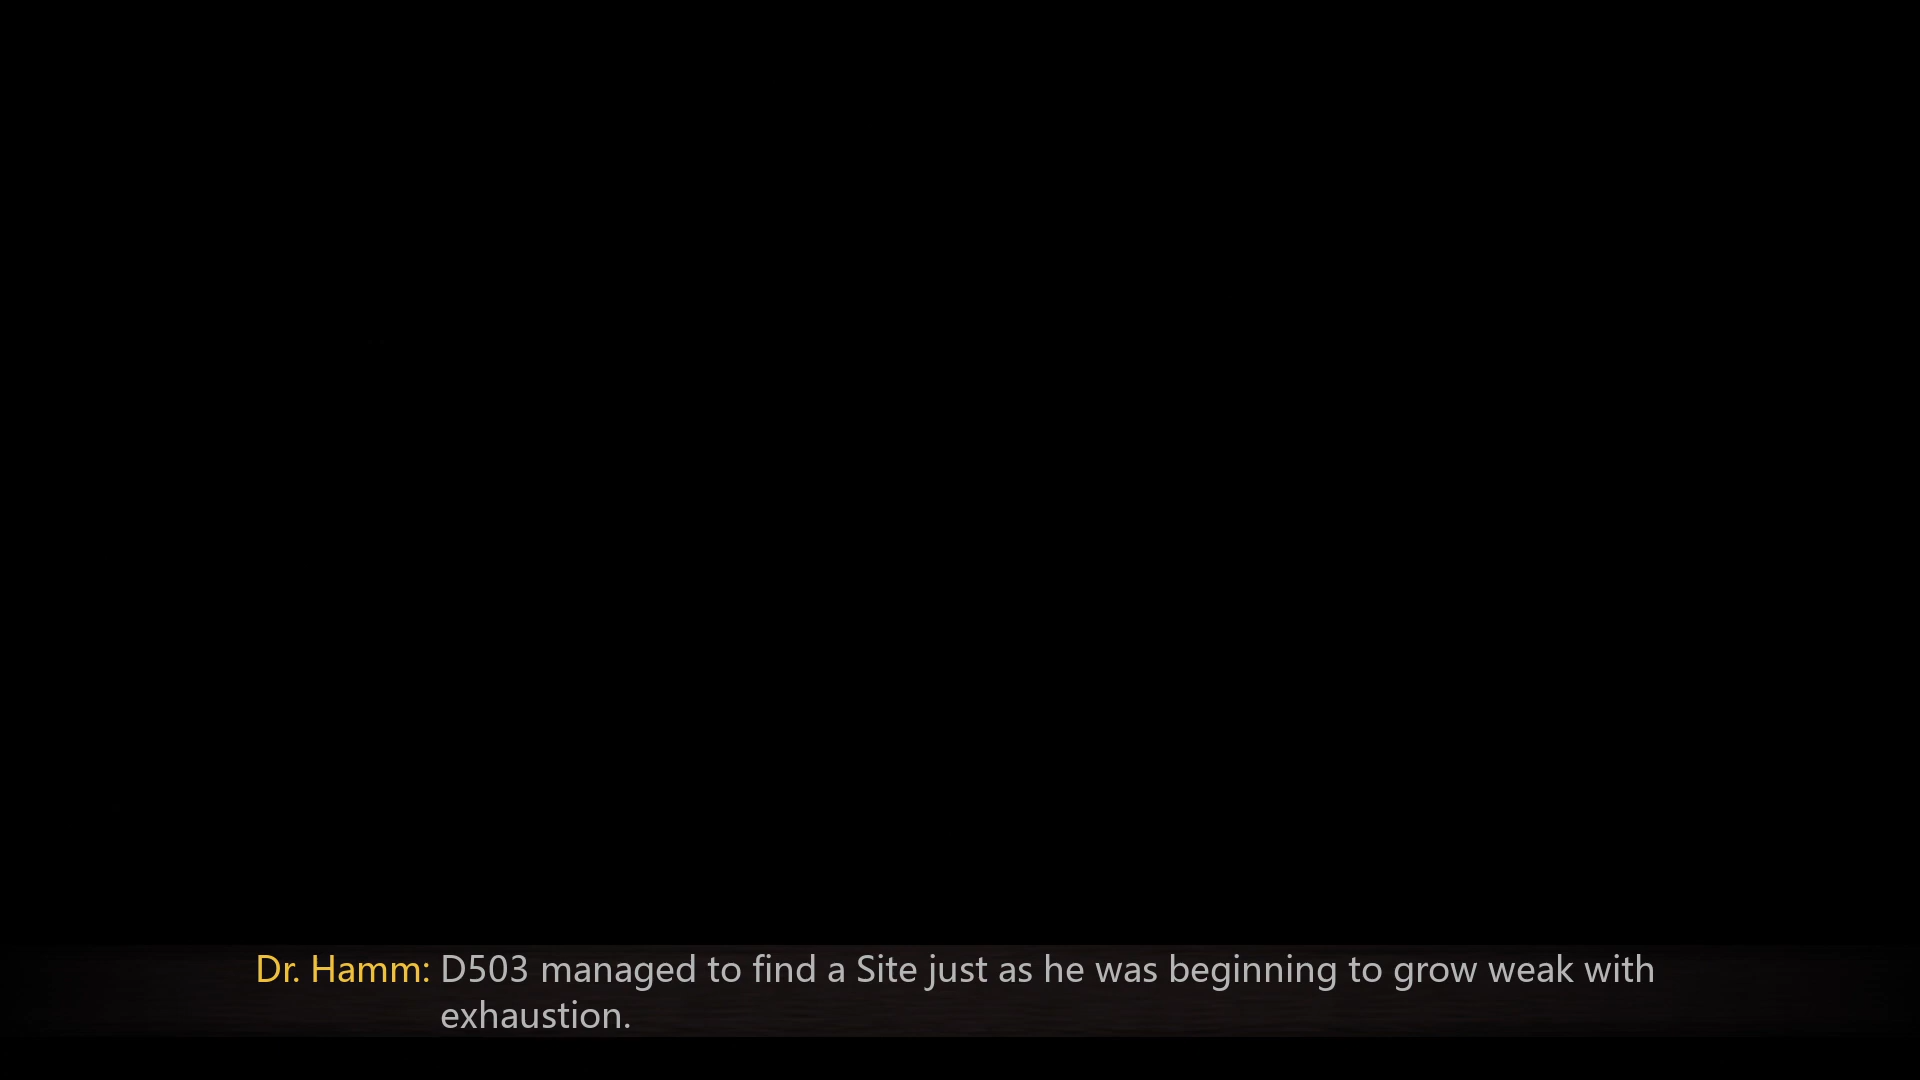 Dr. Hamm: D503 managed to find a Site just as he was beginning to grow weak with
exhaustion.